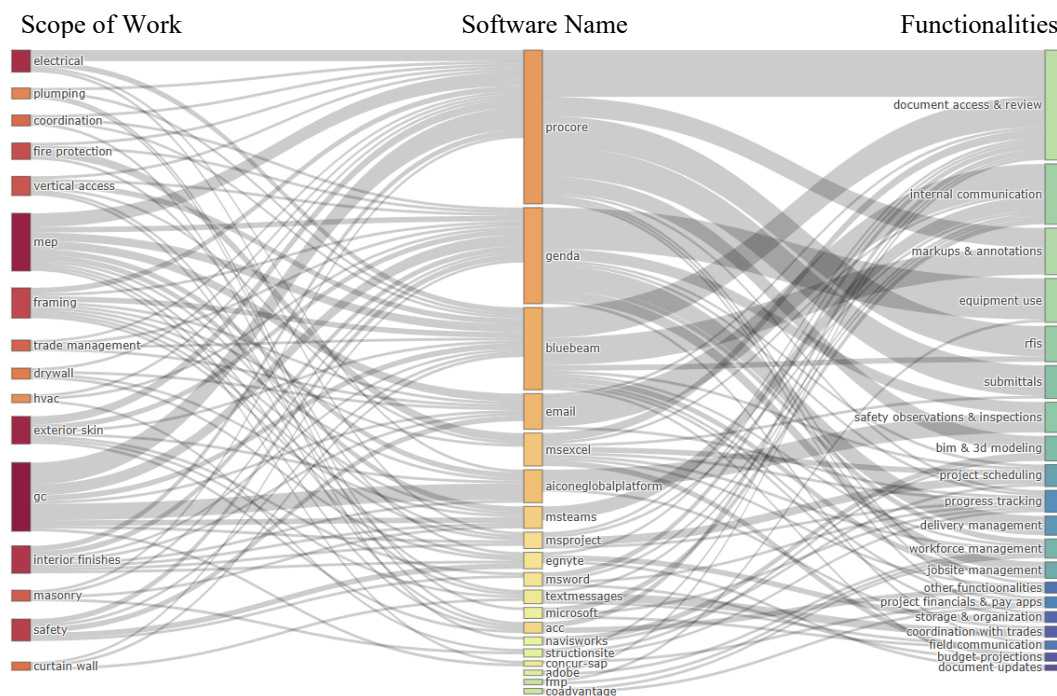 Scope of Work
Software Name
Functionalities
electrical
plumping
coordination
fire protection
vertical access
mep
framing
trade management
drywall
hvac
exterior skin
gc
interior finishes
masonry
safety
curtain wall
procore
genda
bluebeam
email
msexcel
aiconeglobalplatform
msteams
msproject
egnyte
msword
textmessages
microsoft
acc
navisworks
structionsite
concur-sap
adobe
fmp
coadvantage
document access & review
internal communication
markups & annotations
equipment use
rfis
submittals
safety observations & inspections
bim & 3d modeling
project scheduling
progress tracking
delivery management
workforce management
jobsite management
other functioonalities
project financials & pay apps
storage & organization
coordination with trades
field communication
budget projections
document updates